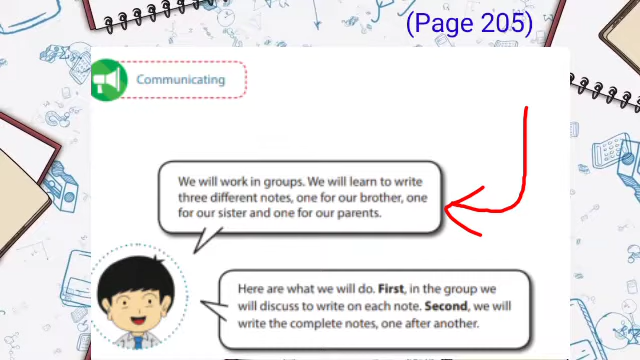 (Page 205)
Communicating
We will work in groups. We will learn to write
three different notes, one for our brother, one
for our sister and one for our parents.
Here are what we will do. First, in the group we
will discuss to write on each note. Second, we will
write the complete notes, one after another.